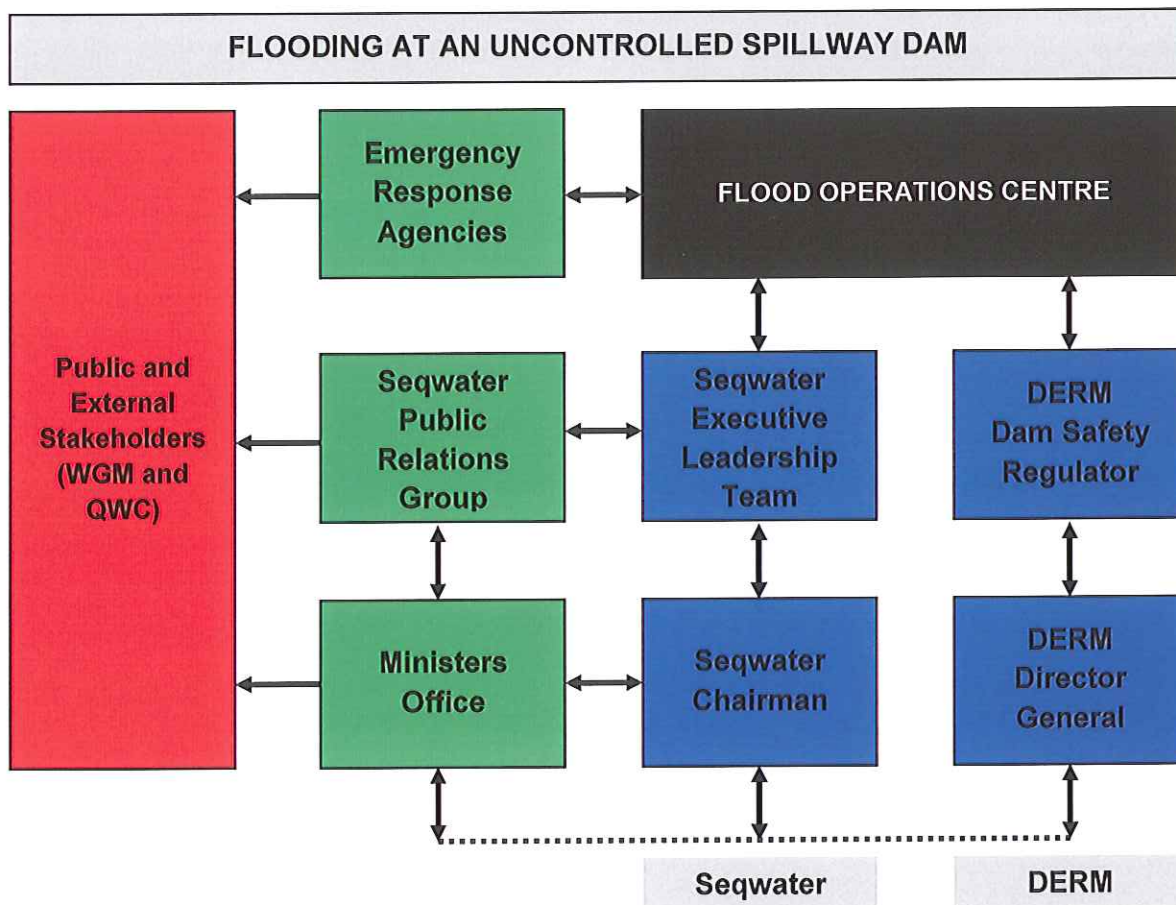 FLOODING AT AN UNCONTROLLED SPILLWAY DAM
Emergency
Response
Agencies
FLOOD OPERATIONS CENTRE
Public and
External
Stakeholders
(WGM and
QWC)
Seqwater
Public
Relations
Group
Seqwater
Executive
Leadership
Team
DERM
Dam Safety
Regulator
Ministers
Office
Seqwater
Chairman
DERM
Director
General
Seqwater
DERM